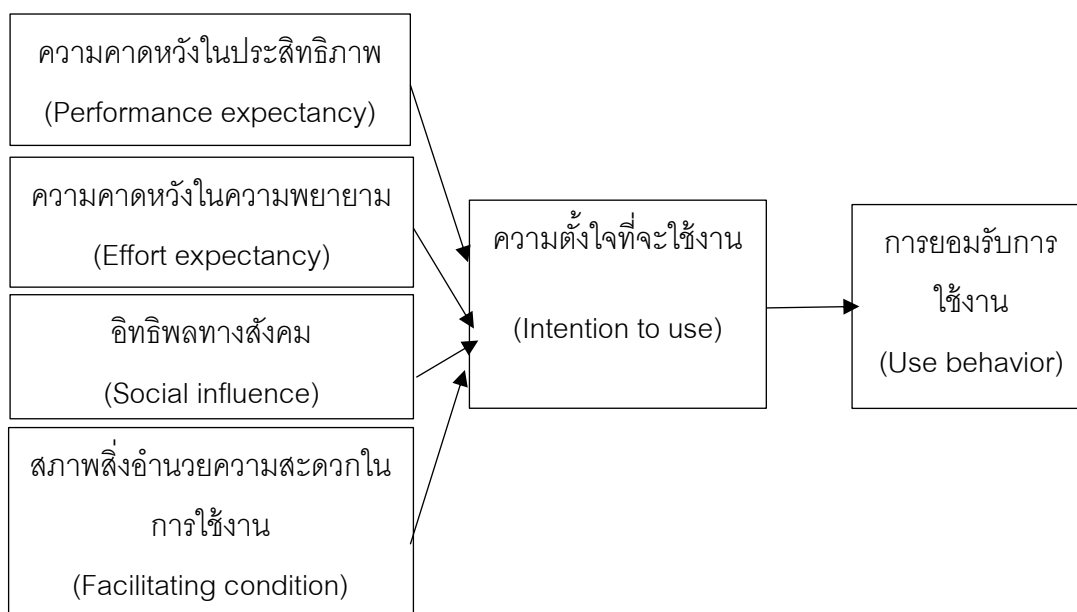 ความคาดหวังในประสิทธิภาพ
(Performance expectancy)
ความคาดหวังในความพยายาม
(Effort expectancy)
อิทธิพลทางสังคม
(Social influence)
สภาพสิ่งอำนวยความสะดวกใน
การใช้งาน
(Facilitating condition)
ความตั้งใจที่จะใช้งาน
(Intention to use)
การยอมรับการ
ใช้งาน
(Use behavior)